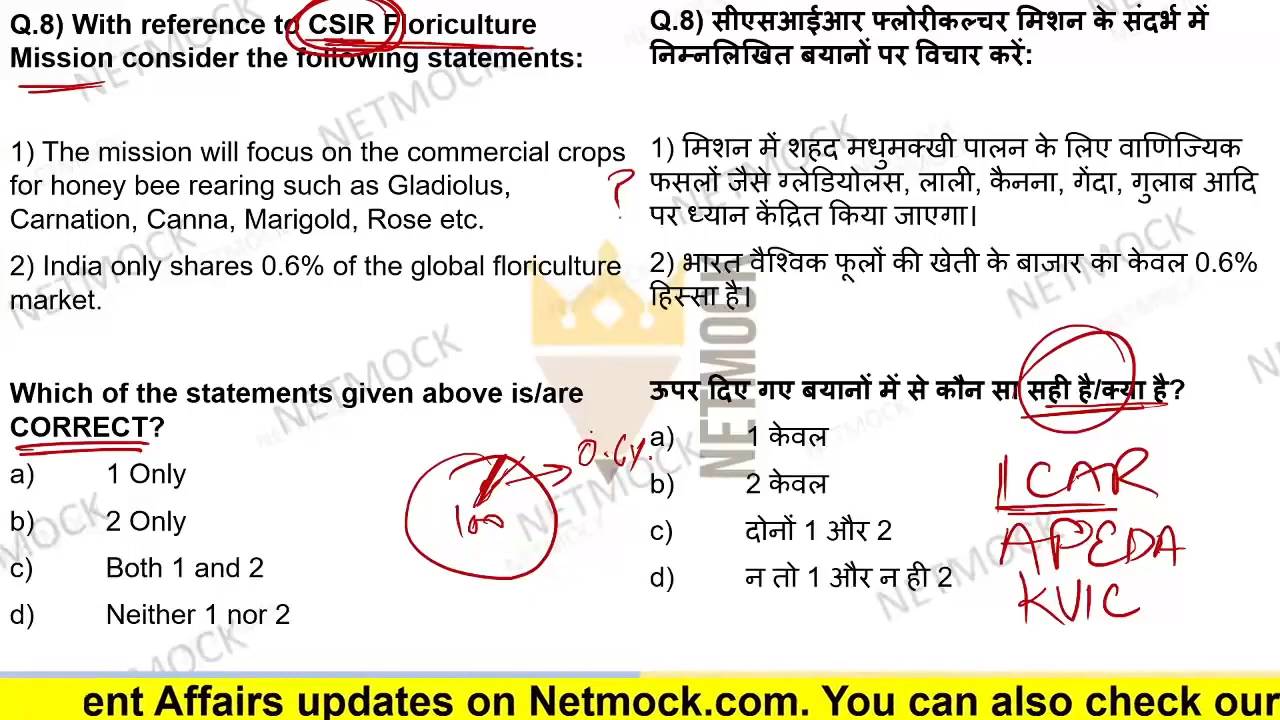 Q.8) With reference to CSIR Floriculture
Mission consider the following statements:
1) The mission will focus on the commercial crops
for honey bee rearing such as Gladiolus,
Carnation, Canna, Marigold, Rose etc.
?
2) India only shares 0.6% of the global floriculture
market.
Which of the statements given above is/are
CORRECT?
a) 1 Only
b) 2 Only
c) Both 1 and 2
d) Neither 1 nor 2
0.6%.
100
Q.8) सीएसआईआर फ्लोरीकल्चर मिशन के संदर्भ में
निम्नलिखित बयानों पर विचार करें:
1) मिशन में शहद मधुमक्खी पालन के लिए वाणिज्यिक
फसलों जैसे ग्लेडियोलस, लाली, कैनना, गेंदा, गुलाब आदि
पर ध्यान केंद्रित किया जाएगा।
2) भारत वैश्विक फूलों की खेती के बाजार का केवल 0.6%
हिस्सा है।
ऊपर दिए गए बयानों में से कौन सा सही है/क्या है?
a) 1 केवल
b) 2 केवल
c) दोनों 1 और 2
d) न तो 1 और न ही 2
ICAR
APEDA
KVIC
NETMOCK
ent Affairs updates on Netmock.com. You can also check our